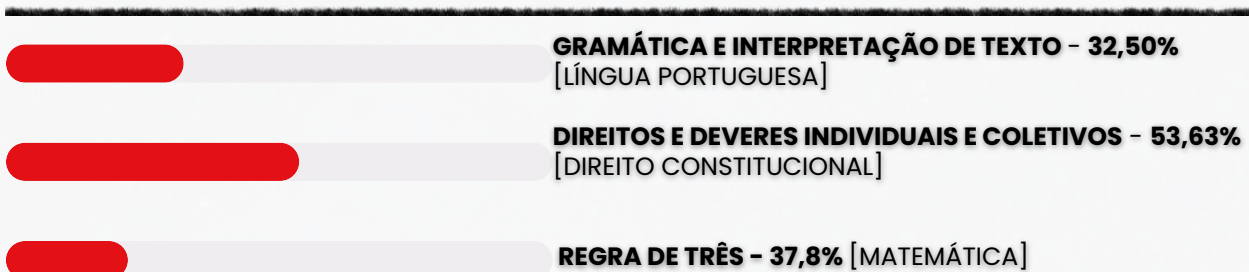 GRAMÁTICA E INTERPRETAÇÃO DE TEXTO - 32,50%
[LÍNGUA PORTUGUESA]
DIREITOS E DEVERES INDIVIDUAIS E COLETIVOS - 53,63%
[DIREITO CONSTITUCIONAL]
REGRA DE TRÊS - 37,8% [MATEMÁTICA]